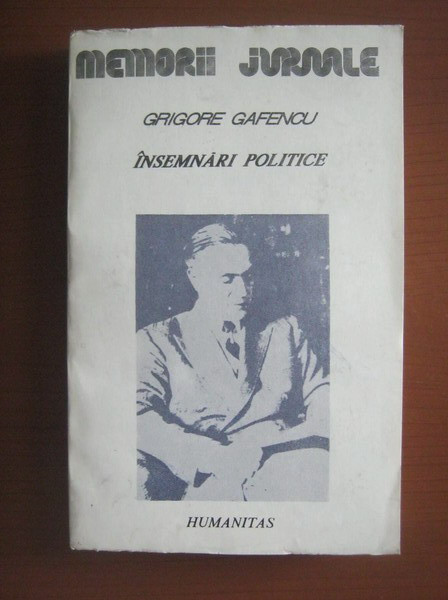 MEMORII JURNALE
GRIGORE GAFENCU
ÎNSEMNĂRI POLITICE
HUMANITAS